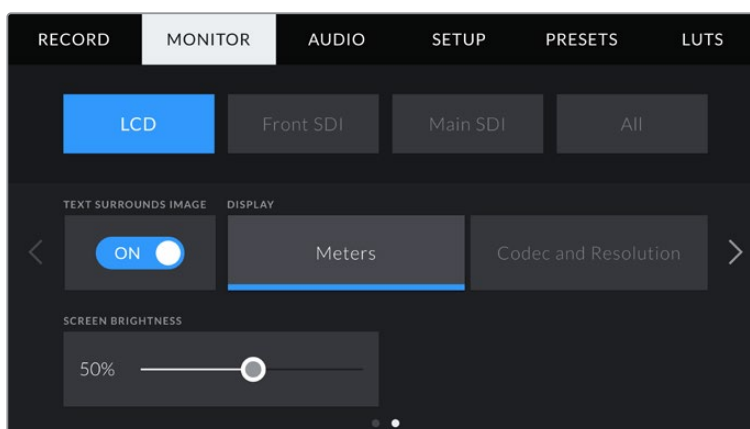 RECORD MONITOR AUDIO SETUP PRESETS LUTS
LCD Front SDI Main SDI All
TEXT SURROUNDS IMAGE DISPLAY
ON Meters Codec and Resolution
SCREEN BRIGHTNESS
50%